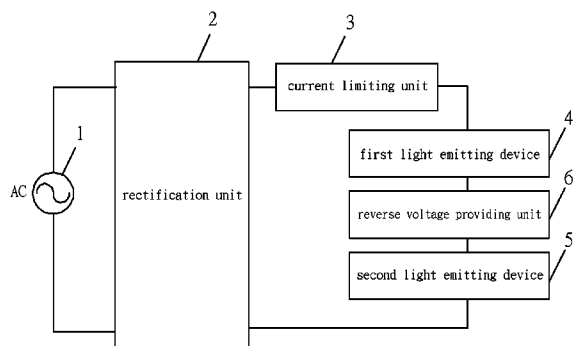 2
3
current limiting unit
4
1
first light emitting device
6
AC
rectification unit
reverse voltage providing unit
5
second light emitting device